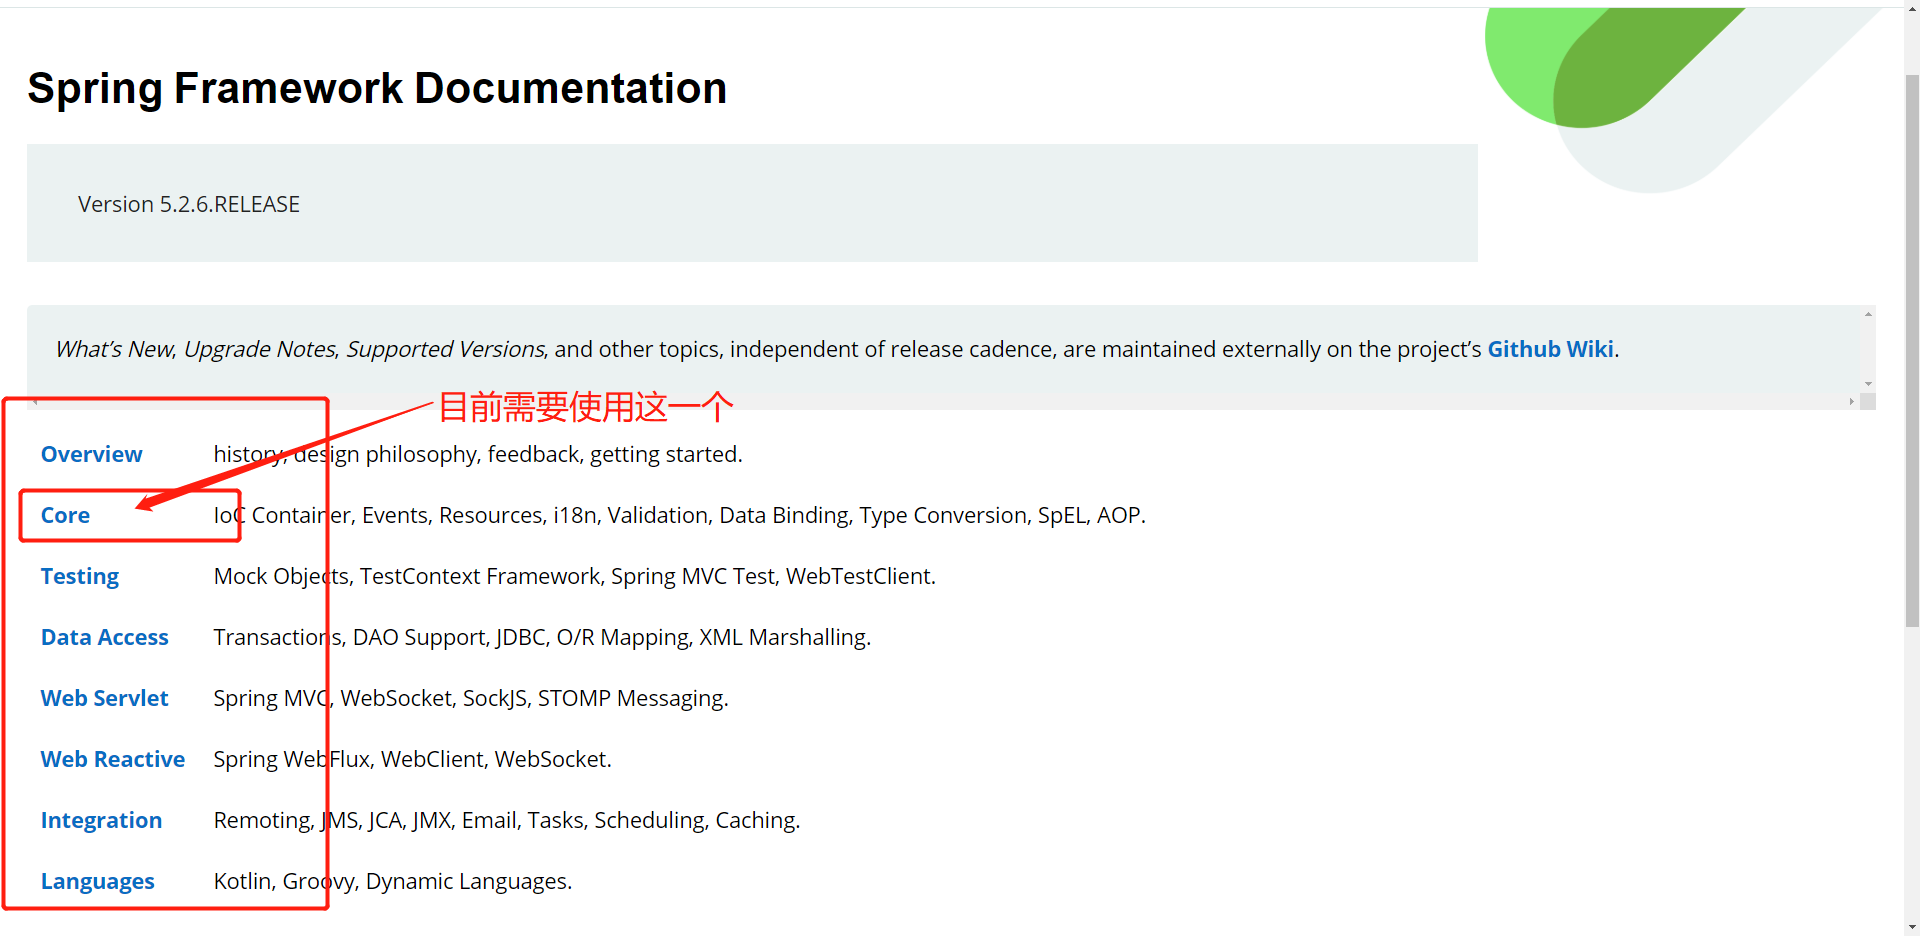 Spring Framework Documentation
Version 5.2.6.RELEASE
What’s New, Upgrade Notes, Supported Versions, and other topics, independent of release cadence, are maintained externally on the project’s Github Wiki.
目前需要使用这一个
Overview history, design philosophy, feedback, getting started.
Core IoC Container, Events, Resources, i18n, Validation, Data Binding, Type Conversion, SpEL, AOP.
Testing Mock Objects, TestContext Framework, Spring MVC Test, WebTestClient.
Data Access Transactions, DAO Support, JDBC, O/R Mapping, XML Marshalling.
Web Servlet Spring MVC, WebSocket, SockJS, STOMP Messaging.
Web Reactive Spring WebFlux, WebClient, WebSocket.
Integration Remoting, JMS, JCA, JMX, Email, Tasks, Scheduling, Caching.
Languages Kotlin, Groovy, Dynamic Languages.